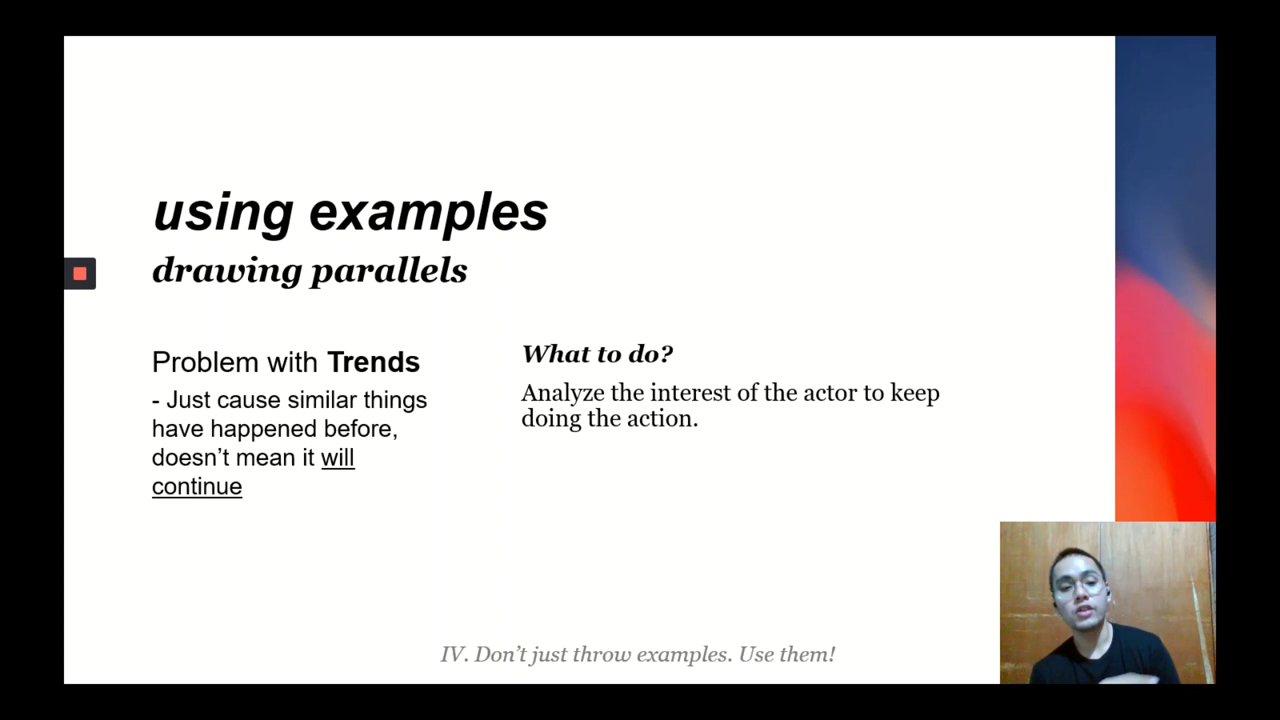 using examples
drawing parallels
Problem with Trends
- Just cause similar things
have happened before,
doesn’t mean it will
continue
What to do?
Analyze the interest of the actor to keep
doing the action.
IV. Don’t just throw examples. Use them!